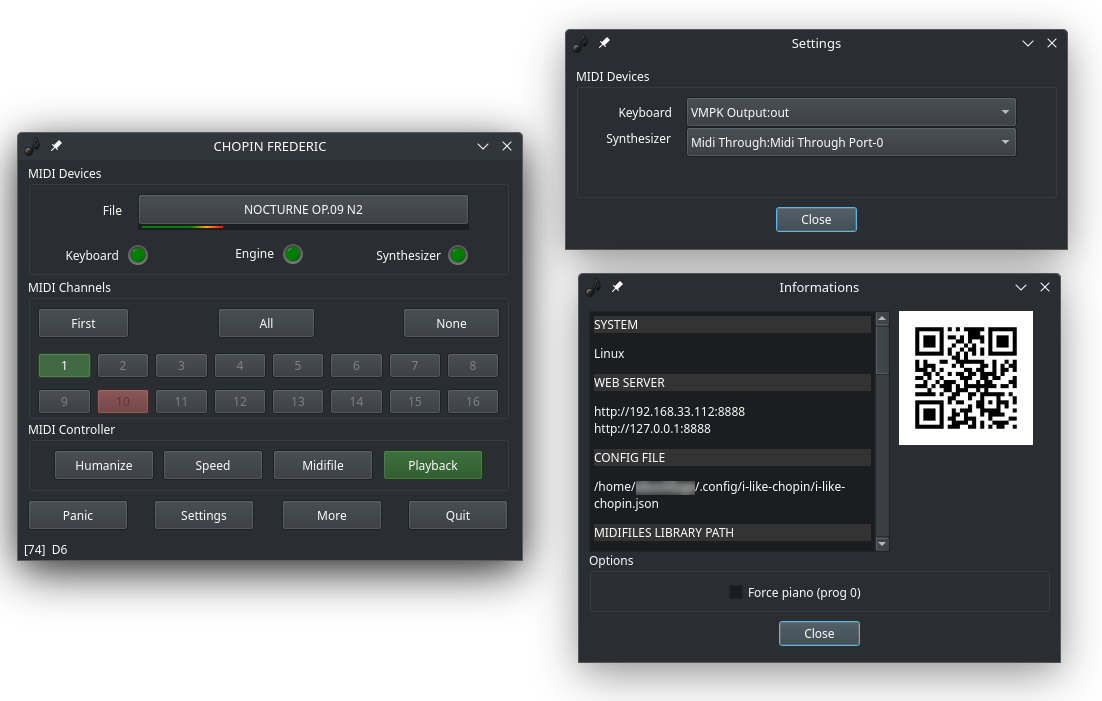 CHOPIN FREDERIC
MIDI Devices
File
NOCTURNE OP.09 N2
Keyboard
Engine
Synthesizer
MIDI Channels
First
All
None
1
2
3
4
5
6
7
8
9
10
11
12
13
14
15
16
MIDI Controller
Humanize
Speed
Midifile
Playback
Panic
Settings
More
Quit
[74] D6
Settings
MIDI Devices
Keyboard
VMPK Output:out
Synthesizer
Midi Through:Midi Through Port-0
Close
Informations
SYSTEM
Linux
WEB SERVER
http://192.168.33.112:8888
http://127.0.0.1:8888
CONFIG FILE
/home/ /.config/i-like-chopin/i-like-
chopin.json
MIDIFILES LIBRARY PATH
Options
Force piano (prog 0)
Close